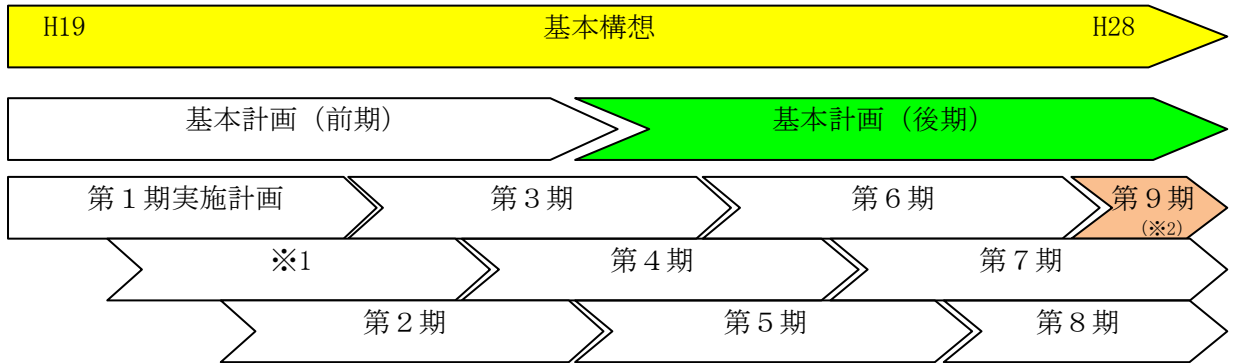 H19 基本構想 H28
基本計画（前期） 基本計画（後期）
第１期実施計画 第３期 第６期 第９期
(※2)
※1 第４期 第７期
第２期 第５期 第８期